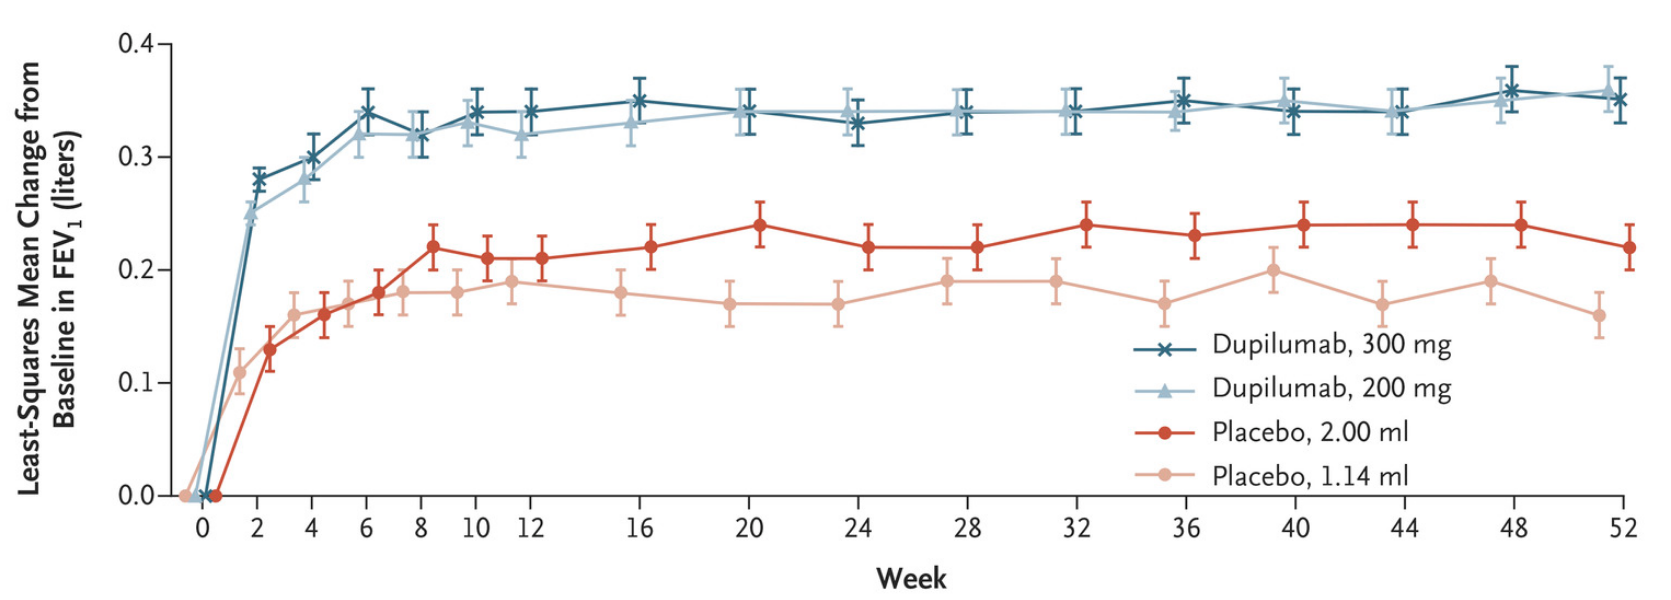 Least-Squares Mean Change from
Baseline in FEV1 (liters)
0.4
0.3
0.2
0.1
0.0
Dupilumab, 300 mg
Dupilumab, 200 mg
Placebo, 2.00 ml
Placebo, 1.14 ml
0 2 4 6 8 10 12 16 20 24 28 32 36 40 44 48 52
Week